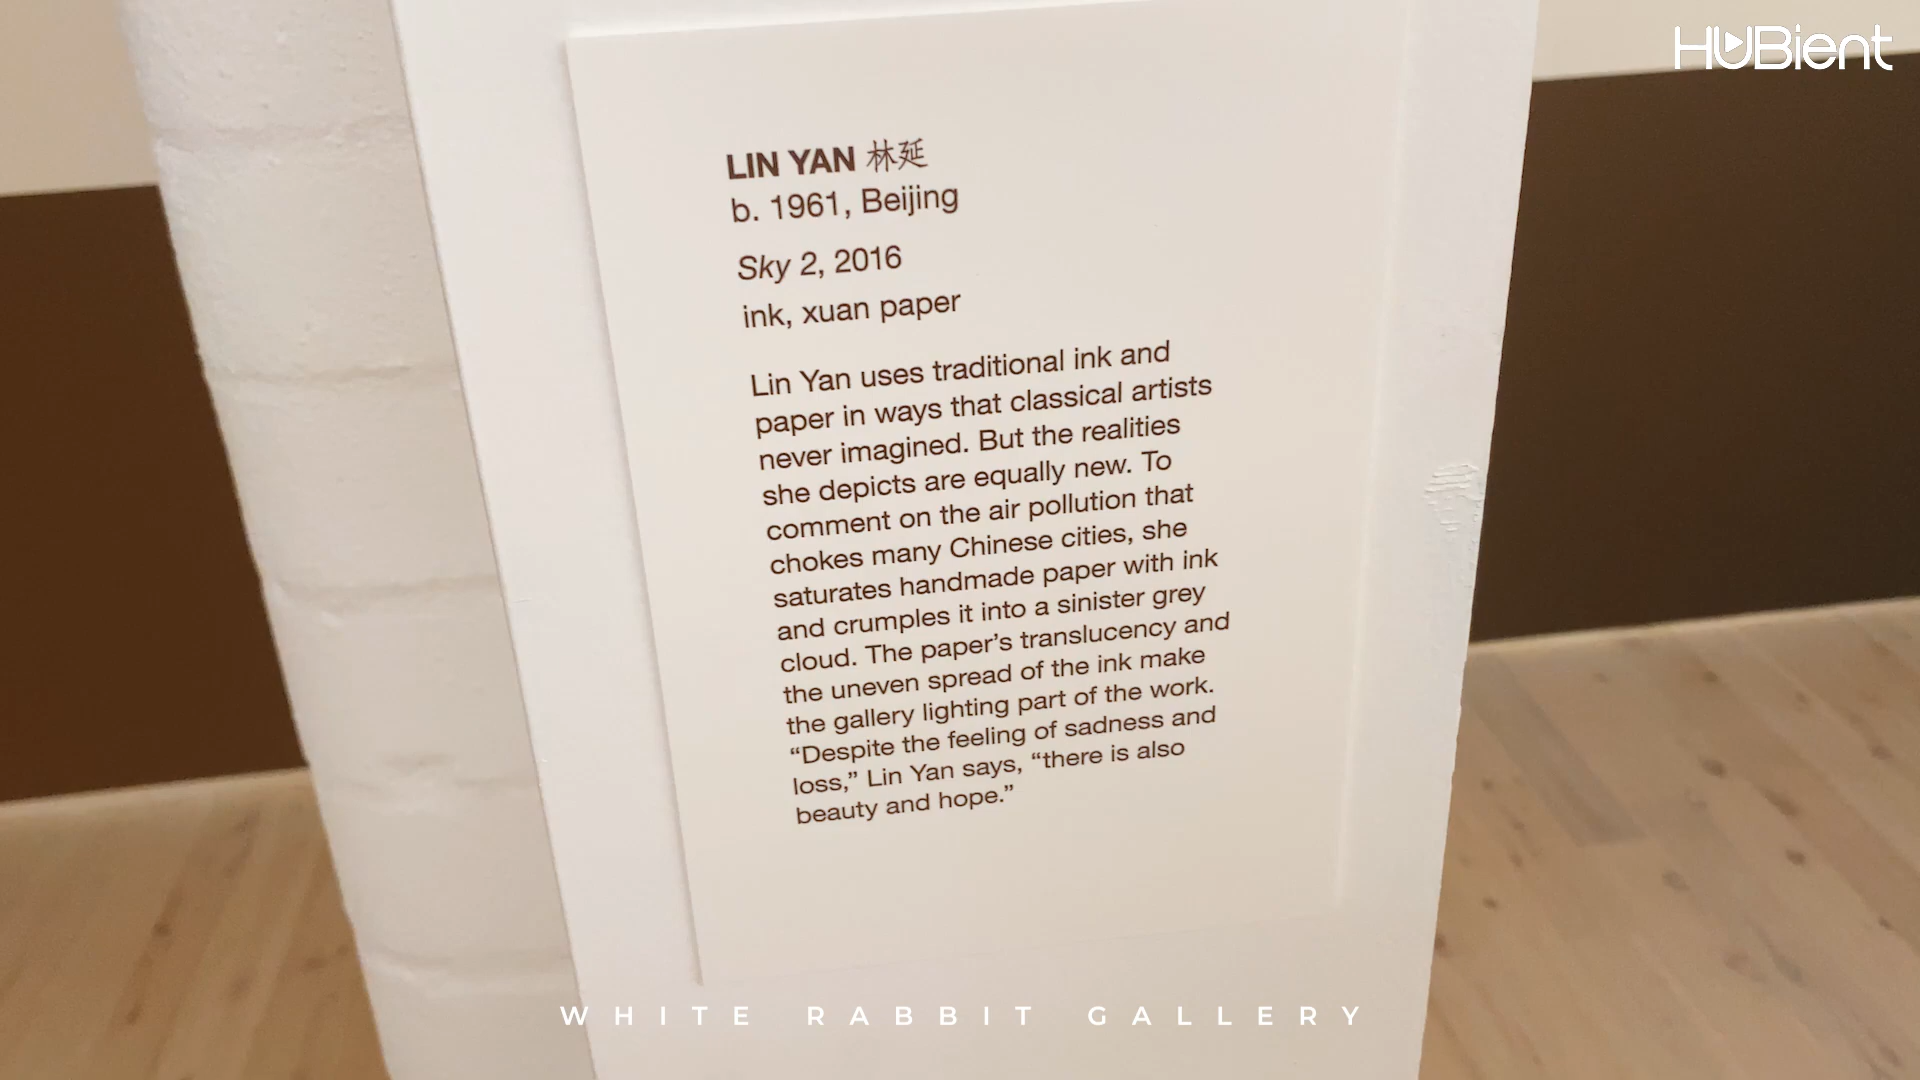 HUBient
LIN YAN 林延
b. 1961, Beijing
Sky 2, 2016
ink, xuan paper
Lin Yan uses traditional ink and
paper in ways that classical artists
never imagined. But the realities
she depicts are equally new. To
comment on the air pollution that
chokes many Chinese cities, she
saturates handmade paper with ink
and crumples it into a sinister grey
cloud. The paper’s translucency and
the uneven spread of the ink make
the gallery lighting part of the work.
“Despite the feeling of sadness and
loss,” Lin Yan says, “there is also
beauty and hope.”
WHITE RABBIT GALLERY